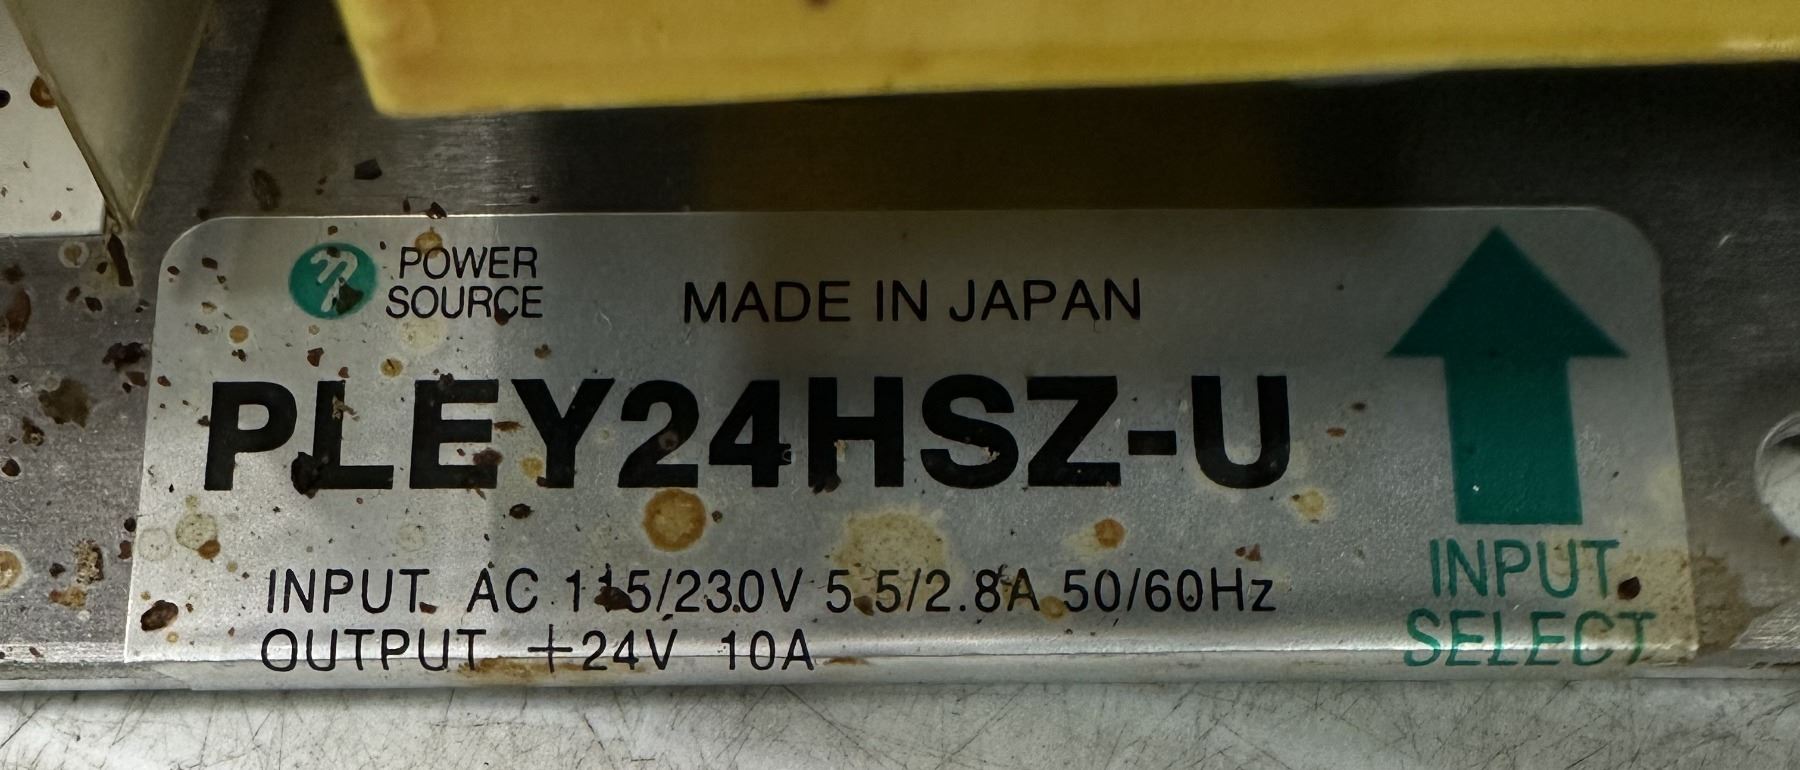 POWER
SOURCE
MADE IN JAPAN
PLEY24HSZ-U
INPUT AC 115/230V 5.5/2.8A 50/60Hz
OUTPUT +24V 10A
INPUT
SELECT